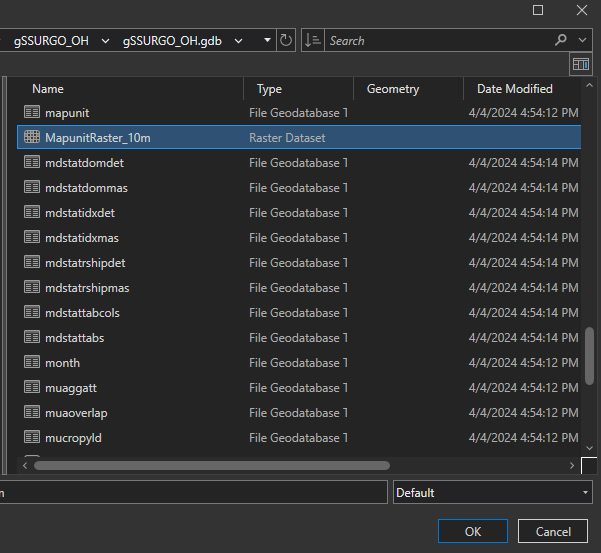 gSSURGO_OH gSSURGO_OH.gdb Search
Name Type Geometry Date Modified
mapunit File Geodatabase T 4/4/2024 4:54:12 PM
MapunitRaster_10m Raster Dataset
mdstatdomdet File Geodatabase T 4/4/2024 4:54:14 PM
mdstatdommas File Geodatabase T 4/4/2024 4:54:14 PM
mdstatidxdet File Geodatabase T 4/4/2024 4:54:14 PM
mdstatidxmas File Geodatabase T 4/4/2024 4:54:14 PM
mdstatrshipdet File Geodatabase T 4/4/2024 4:54:14 PM
mdstatrshipmas File Geodatabase T 4/4/2024 4:54:14 PM
mdstattabcols File Geodatabase T 4/4/2024 4:54:14 PM
mdstattabs File Geodatabase T 4/4/2024 4:54:14 PM
month File Geodatabase T 4/4/2024 4:54:12 PM
muaggatt File Geodatabase T 4/4/2024 4:54:12 PM
muaoverlap File Geodatabase T 4/4/2024 4:54:12 PM
mucropyld File Geodatabase T 4/4/2024 4:54:12 PM
Default
OK Cancel